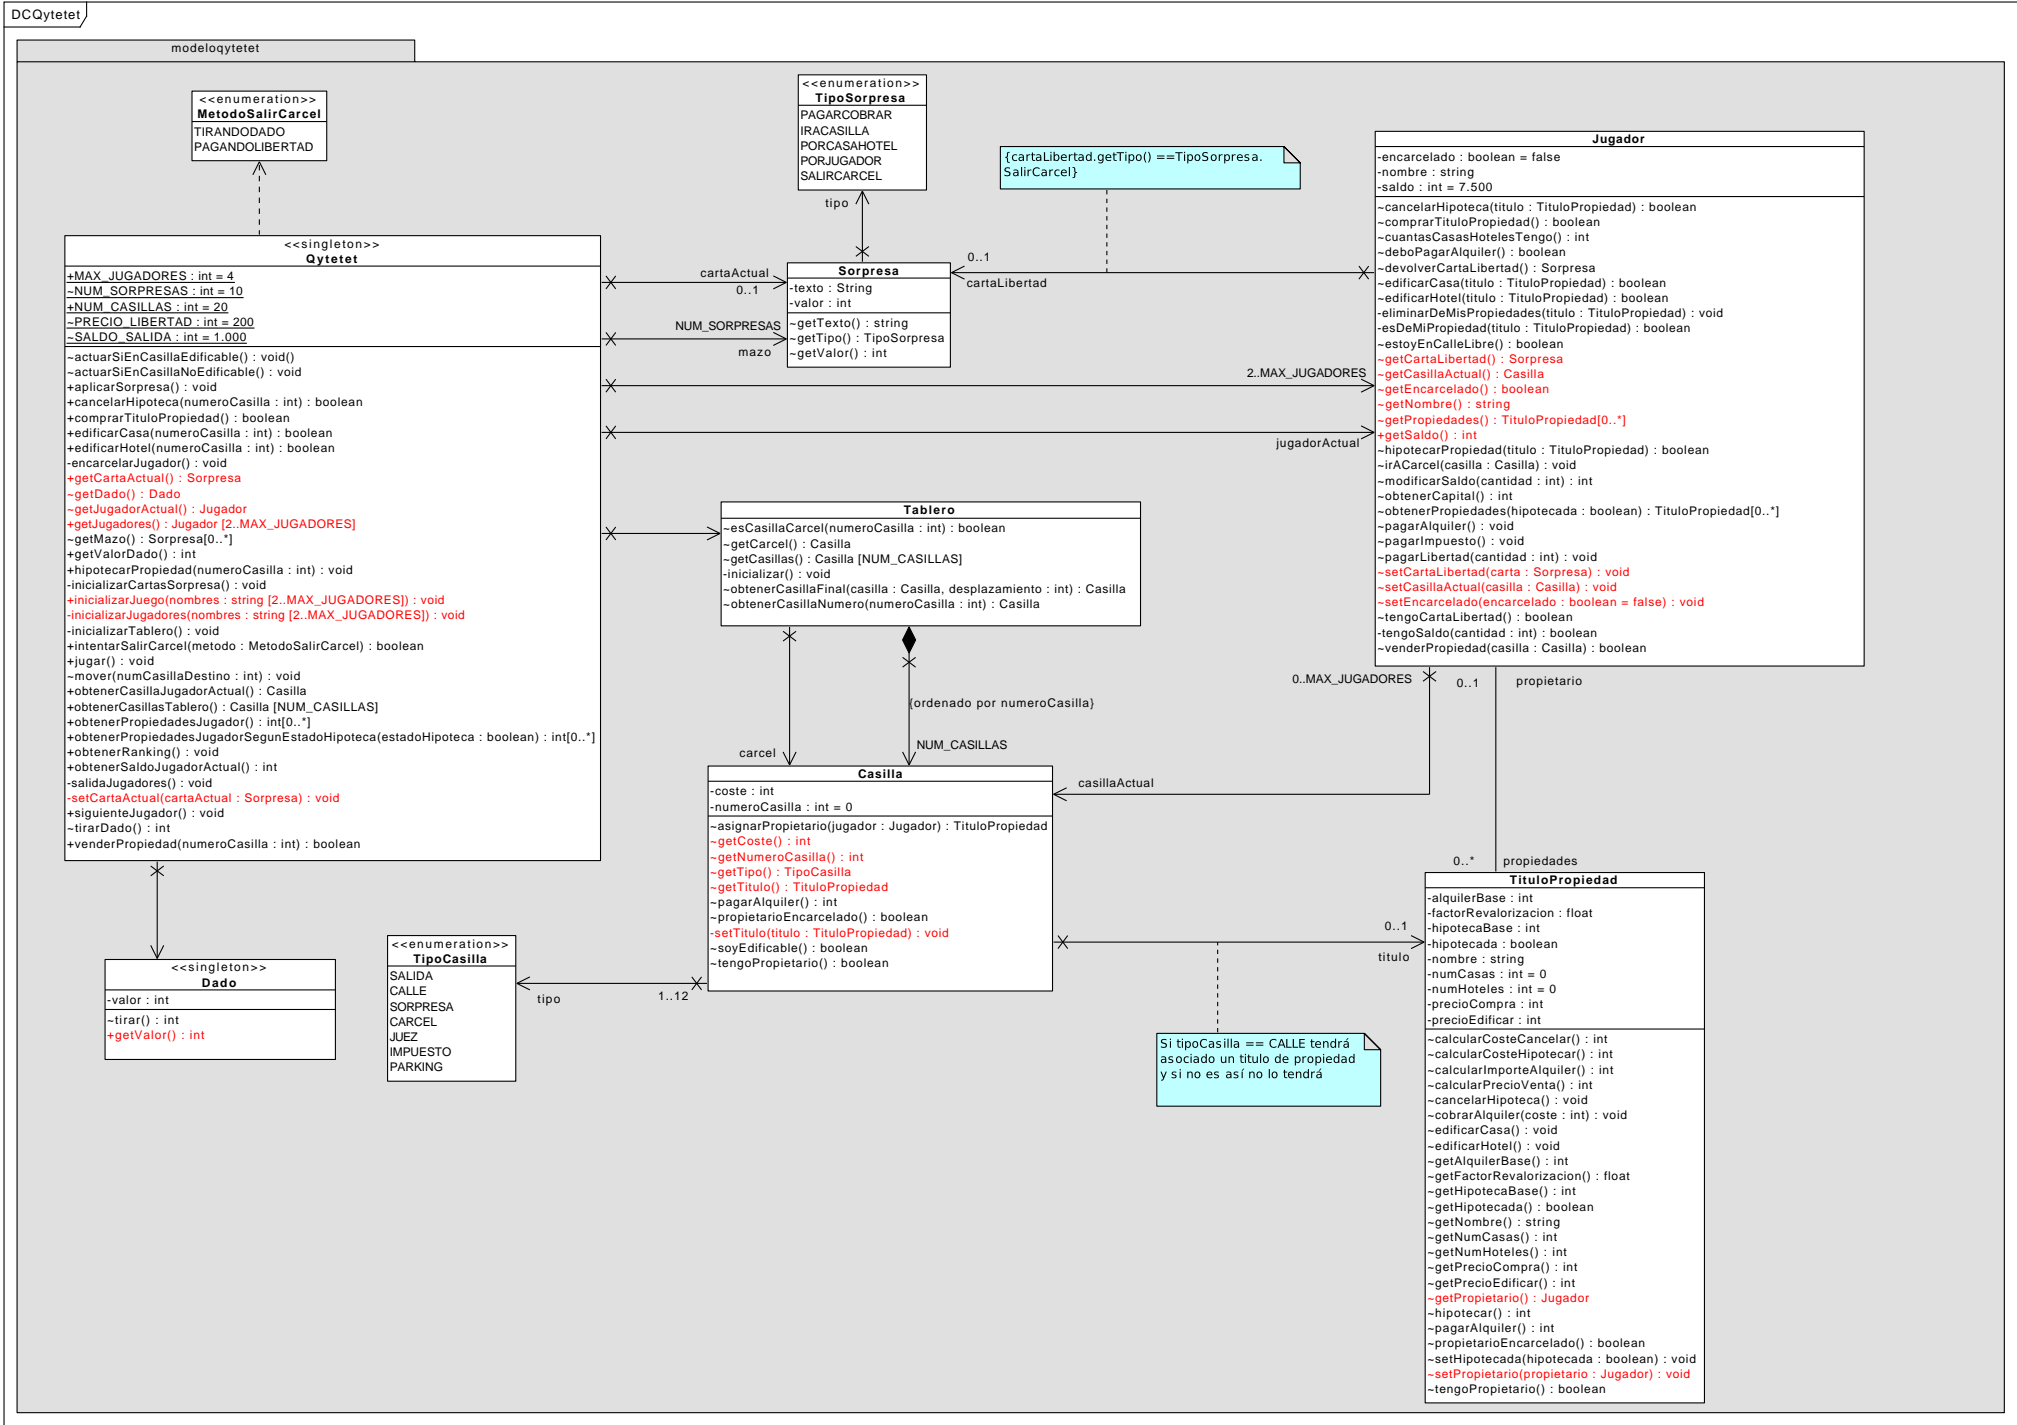 DCQytetet
modeloqytetet
<<enumeration>>
MetodoSalirCarcel
TIRANDODADO
PAGANDOLIBERTAD
<<enumeration>>
TipoSorpresa
PAGARCOBRAR
IRACASILLA
PORCASAHOTEL
PORJUGADOR
SALIRCARCEL
tipo
{cartaLibertad.getTipo() ==TipoSorpresa.
SalirCarcel}
<<singleton>>
Qytetet
+MAX_JUGADORES : int = 4
~NUM_SORPRESAS : int = 10
+NUM_CASILLAS : int = 20
~PRECIO_LIBERTAD : int = 200
~SALDO_SALIDA : int = 1.000
~actuarSiEnCasillaEdificable() : void()
~actuarSiEnCasillaNoEdificable() : void
+aplicarSorpresa() : void
+cancelarHipoteca(numeroCasilla : int) : boolean
+comprarTituloPropiedad() : boolean
+edificarCasa(numeroCasilla : int) : boolean
+edificarHotel(numeroCasilla : int) : boolean
-encarcelarJugador() : void
+getCartaActual() : Sorpresa
~getDado() : Dado
~getJugadorActual() : Jugador
+getJugadores() : Jugador [2..MAX_JUGADORES]
~getMazo() : Sorpresa[0..*]
+getValorDado() : int
+hipotecarPropiedad(numeroCasilla : int) : void
-inicializarCartasSorpresa() : void
+inicializarJuego(nombres : string [2..MAX_JUGADORES]) : void
-inicializarJugadores(nombres : string [2..MAX_JUGADORES]) : void
-inicializarTablero() : void
+intentarSalirCarcel(metodo : MetodoSalirCarcel) : boolean
+jugar() : void
~mover(numCasillaDestino : int) : void
+obtenerCasillaJugadorActual() : Casilla
+obtenerCasillasTablero() : Casilla [NUM_CASILLAS]
+obtenerPropiedadesJugador() : int[0..*]
+obtenerPropiedadesJugadorSegunEstadoHipoteca(estadoHipoteca : boolean) : int[0..*]
+obtenerRanking() : void
+obtenerSaldoJugadorActual() : int
-salidaJugadores() : void
-setCartaActual(cartaActual : Sorpresa) : void
+siguienteJugador() : void
~tirarDado() : int
+venderPropiedad(numeroCasilla : int) : boolean
cartaActual
0..1
NUM_SORPRESAS
mazo
Sorpresa
-texto : String
-valor : int
~getTexto() : string
~getTipo() : TipoSorpresa
~getValor() : int
0..1
cartaLibertad
2..MAX_JUGADORES
jugadorActual
Jugador
-encarcelado : boolean = false
-nombre : string
-saldo : int = 7.500
~cancelarHipoteca(titulo : TituloPropiedad) : boolean
~comprarTituloPropiedad() : boolean
~cuantasCasasHotelesTengo() : int
~deboPagarAlquiler() : boolean
~devolverCartaLibertad() : Sorpresa
~edificarCasa(titulo : TituloPropiedad) : boolean
~edificarHotel(titulo : TituloPropiedad) : boolean
-eliminarDeMisPropiedades(titulo : TituloPropiedad) : void
-esDeMiPropiedad(titulo : TituloPropiedad) : boolean
~estoyEnCalleLibre() : boolean
~getCartaLibertad() : Sorpresa
~getCasillaActual() : Casilla
~getEncarcelado() : boolean
~getNombre() : string
~getPropiedades() : TituloPropiedad[0..*]
+getSaldo() : int
~hipotecarPropiedad(titulo : TituloPropiedad) : boolean
~irACarcel(casilla : Casilla) : void
~modificarSaldo(cantidad : int) : int
~obtenerCapital() : int
~obtenerPropiedades(hipotecada : boolean) : TituloPropiedad[0..*]
~pagarAlquiler() : void
~pagarImpuesto() : void
~pagarLibertad(cantidad : int) : void
~setCartaLibertad(carta : Sorpresa) : void
~setCasillaActual(casilla : Casilla) : void
~setEncarcelado(encarcelado : boolean = false) : void
~tengoCartaLibertad() : boolean
-tengoSaldo(cantidad : int) : boolean
~venderPropiedad(casilla : Casilla) : boolean
Tablero
~esCasillaCarcel(numeroCasilla : int) : boolean
~getCarcel() : Casilla
~getCasillas() : Casilla [NUM_CASILLAS]
-inicializar() : void
~obtenerCasillaFinal(casilla : Casilla, desplazamiento : int) : Casilla
~obtenerCasillaNumero(numeroCasilla : int) : Casilla
0..MAX_JUGADORES
0..1
propietario
{ordenado por numeroCasilla}
carcel
NUM_CASILLAS
casillaActual
Casilla
-coste : int
-numeroCasilla : int = 0
~asignarPropietario(jugador : Jugador) : TituloPropiedad
~getCoste() : int
~getNumeroCasilla() : int
~getTipo() : TipoCasilla
~getTitulo() : TituloPropiedad
~pagarAlquiler() : int
~propietarioEncarcelado() : boolean
-setTitulo(titulo : TituloPropiedad) : void
~soyEdificable() : boolean
~tengoPropietario() : boolean
0..*
propiedades
0..1
titulo
TituloPropiedad
-alquilerBase : int
-factorRevalorizacion : float
-hipotecaBase : int
-hipotecada : boolean
-nombre : string
-numCasas : int = 0
-numHoteles : int = 0
-precioCompra : int
-precioEdificar : int
~calcularCosteCancelar() : int
~calcularCosteHipotecar() : int
~calcularImporteAlquiler() : int
~calcularPrecioVenta() : int
~cancelarHipoteca() : void
~cobrarAlquiler(coste : int) : void
~edificarCasa() : void
~edificarHotel() : void
~getAlquilerBase() : int
~getFactorRevalorizacion() : float
~getHipotecaBase() : int
~getHipotecada() : boolean
~getNombre() : string
~getNumCasas() : int
~getNumHoteles() : int
~getPrecioCompra() : int
~getPrecioEdificar() : int
~getPropietario() : Jugador
~hipotecar() : int
~pagarAlquiler() : int
~propietarioEncarcelado() : boolean
~setHipotecada(hipotecada : boolean) : void
~setPropietario(propietario : Jugador) : void
~tengoPropietario() : boolean
<<enumeration>>
TipoCasilla
SALIDA
CALLE
SORPRESA
CARCEL
JUEZ
IMPUESTO
PARKING
tipo
1..12
<<singleton>>
Dado
-valor : int
~tirar() : int
+getValor() : int
Si tipoCasilla == CALLE tendrá
asociado un titulo de propiedad
y si no es así no lo tendrá